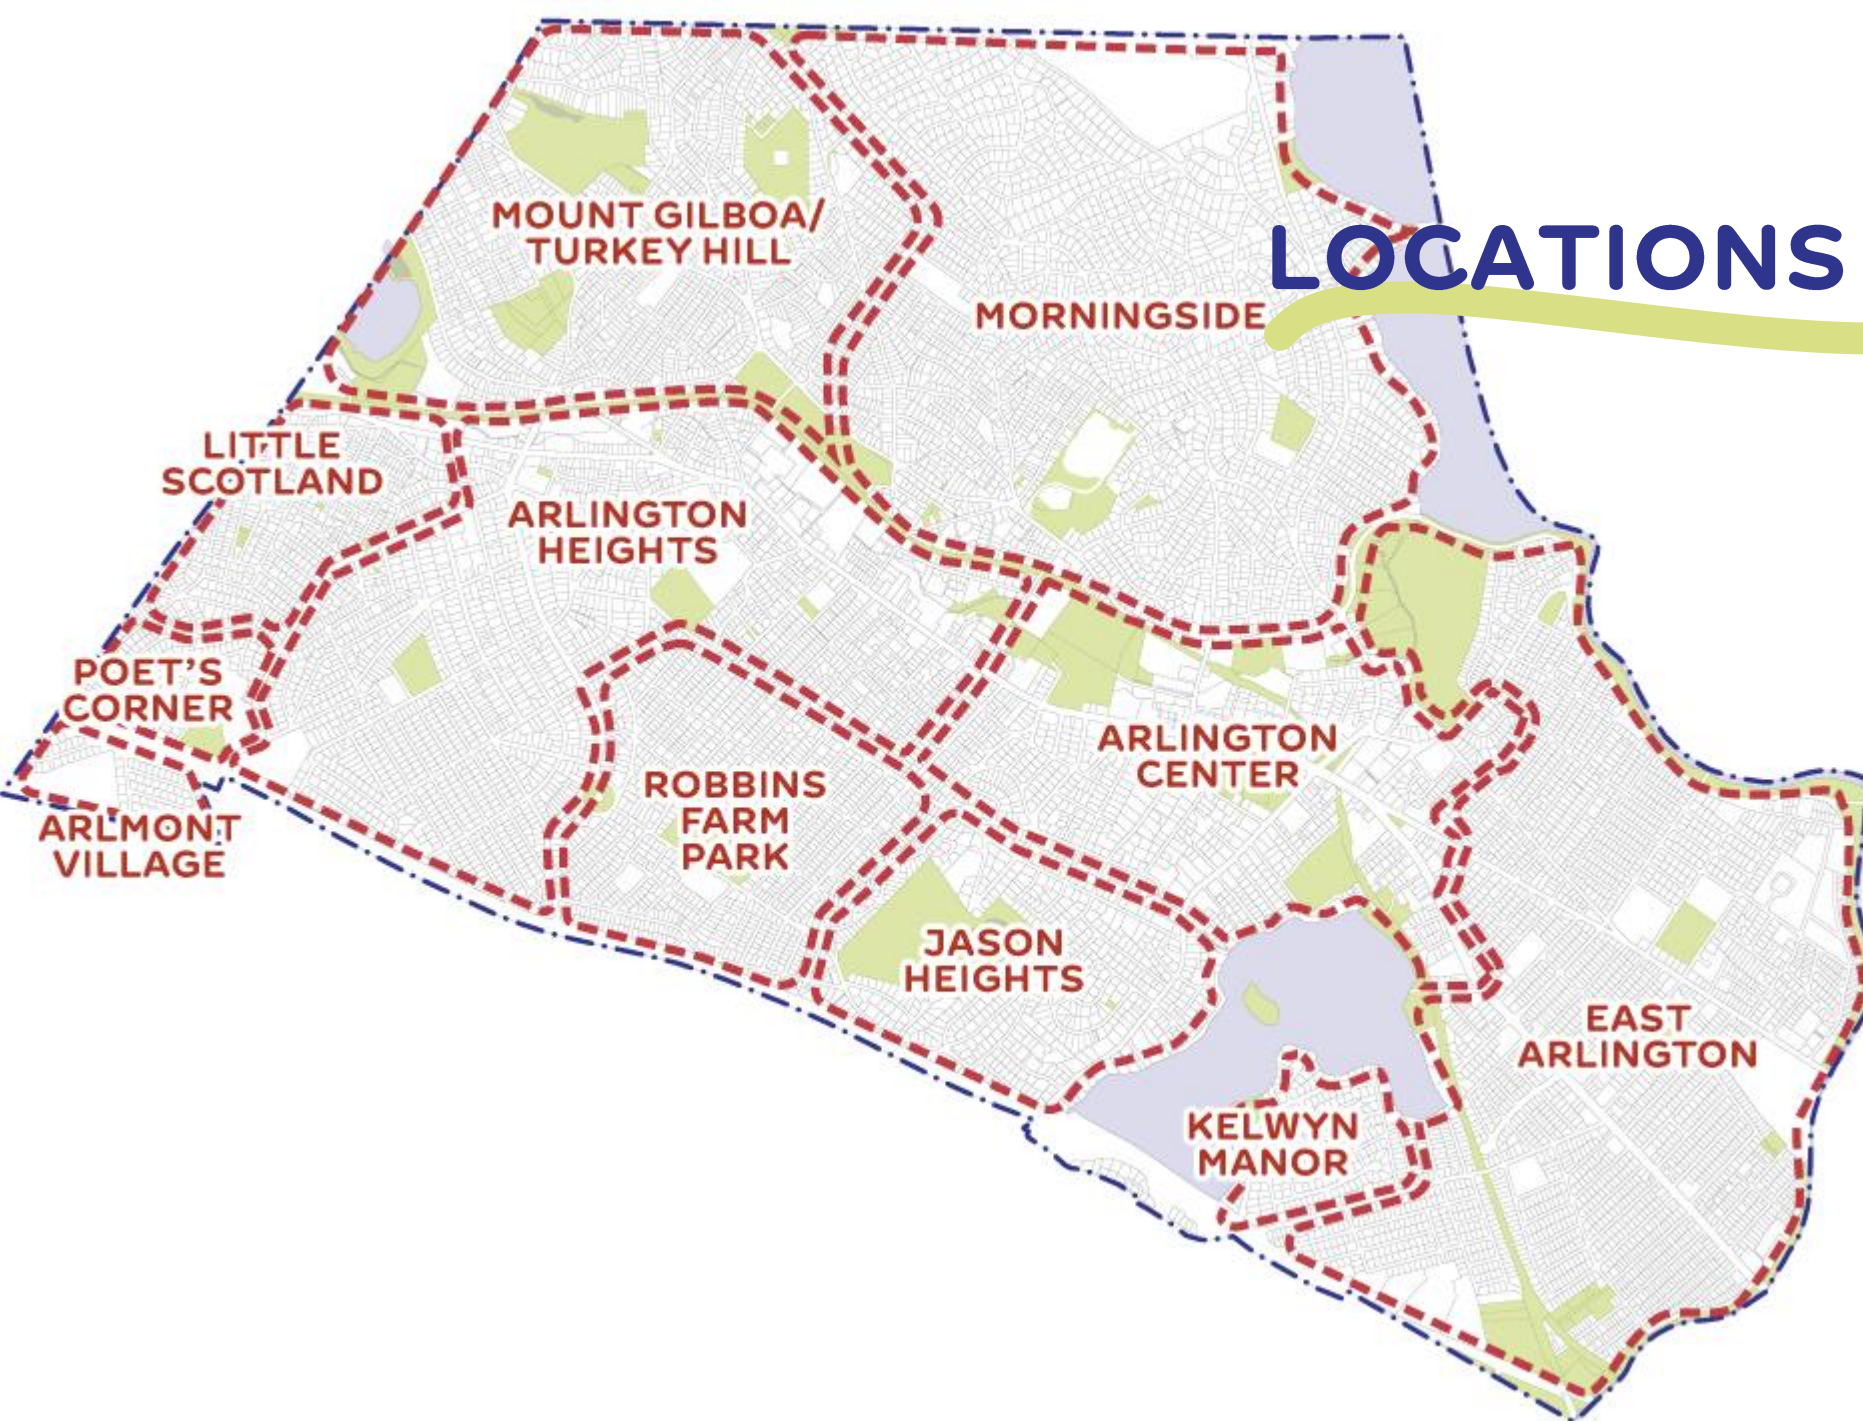 MOUNT GILBOA/
TURKEY HILL
LOCATIONS
MORNINGSIDE
LITTLE
SCOTLAND
ARLINGTON
HEIGHTS
POET'S
CORNER
ARLINGTON
CENTER
ROBBINS
FARM
PARK
ARLMONT
VILLAGE
JASON
HEIGHTS
EAST
ARLINGTON
KELWYN
MANOR